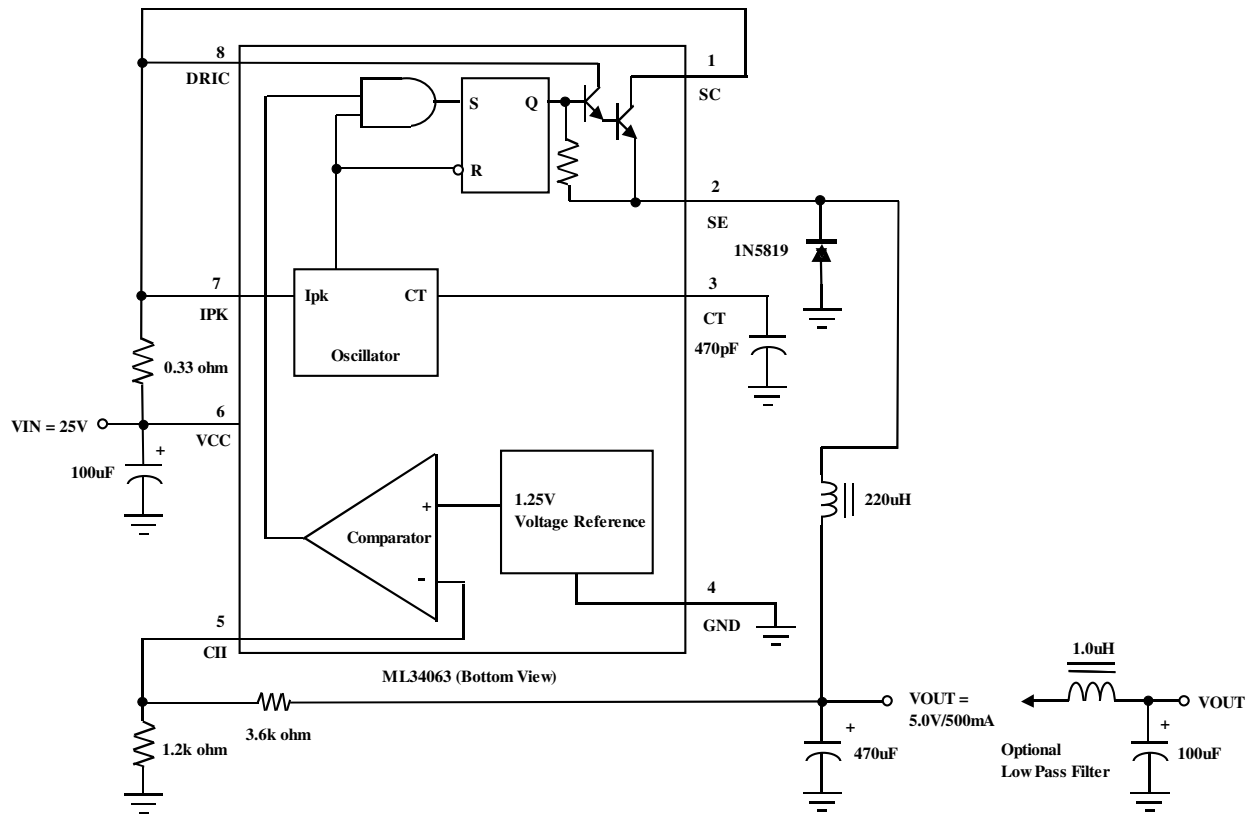 8
DRIC
1
SC
S
Q
R
2
SE
1N5819
7
IPK
Ipk
CT
3
CT
470pF
Oscillator
0.33 ohm
VIN = 25V
6
VCC
+
100uF
1.25V
Voltage Reference
+
Comparator
-
220uH
4
GND
5
CII
ML34063 (Bottom View)
1.0uH
VOUT =
5.0V/500mA
VOUT
3.6k ohm
1.2k ohm
+
470uF
Optional
Low Pass Filter
+
100uF